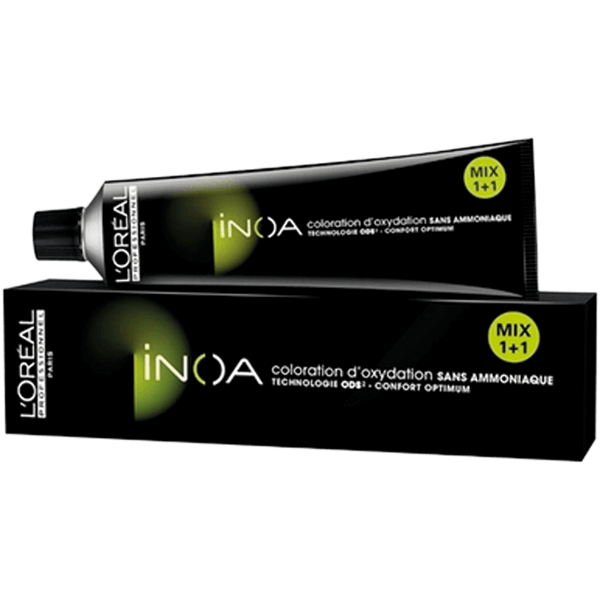 MIX
1+1
L'ORÉAL
PROFESSIONNEL
PARIS
iNOA
coloration d'oxydation SANS AMMONIAQUE
TECHNOLOGIE ODS² - CONFORT OPTIMUM
MIX
1+1
L'ORÉAL
PROFESSIONNEL
PARIS
iNOA
coloration d'oxydation SANS AMMONIAQUE
TECHNOLOGIE ODS² - CONFORT OPTIMUM